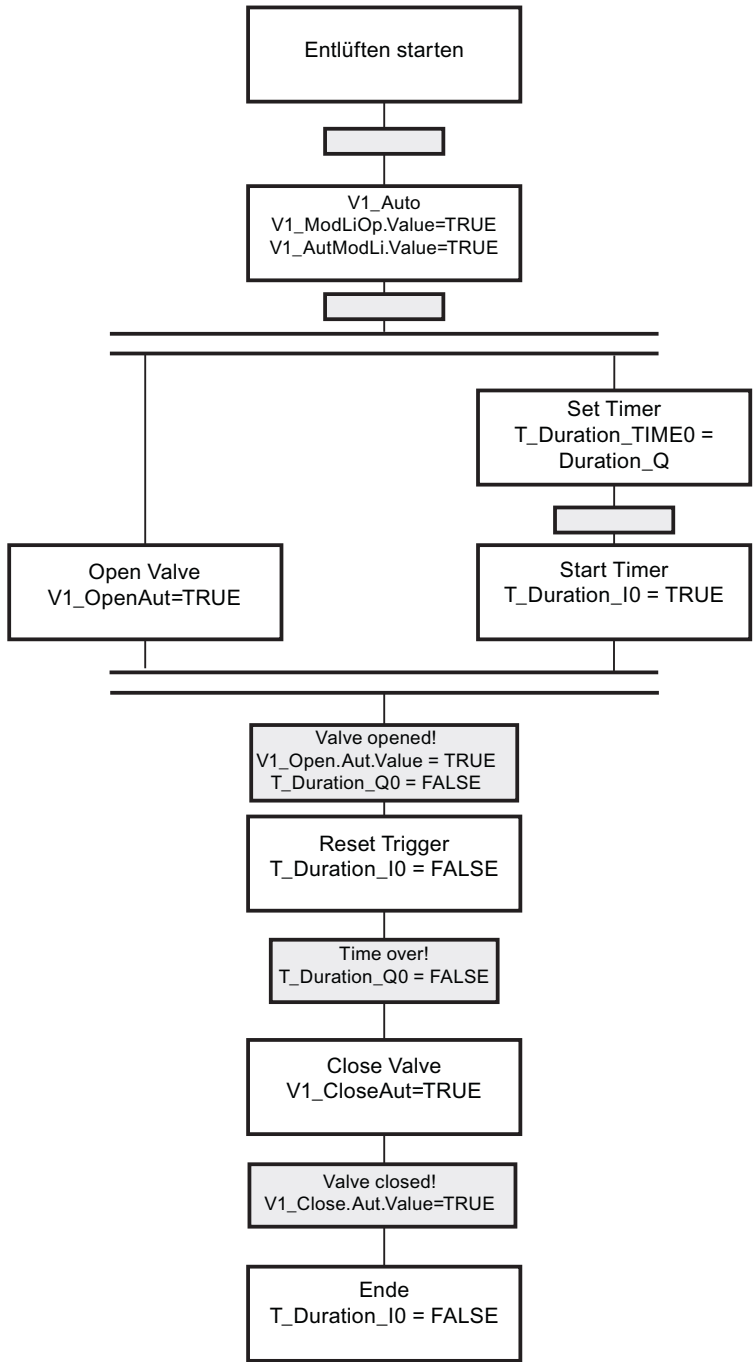 Entlüften starten
V1_Auto
V1_ModLiOp.Value=TRUE
V1_AutModLi.Value=TRUE
Set Timer
T_Duration_TIME0 =
Duration_Q
Open Valve
V1_OpenAut=TRUE
Start Timer
T_Duration_I0 = TRUE
Valve opened!
V1_Open.Aut.Value = TRUE
T_Duration_Q0 = FALSE
Reset Trigger
T_Duration_I0 = FALSE
Time over!
T_Duration_Q0 = FALSE
Close Valve
V1_CloseAut=TRUE
Valve closed!
V1_Close.Aut.Value=TRUE
Ende
T_Duration_I0 = FALSE